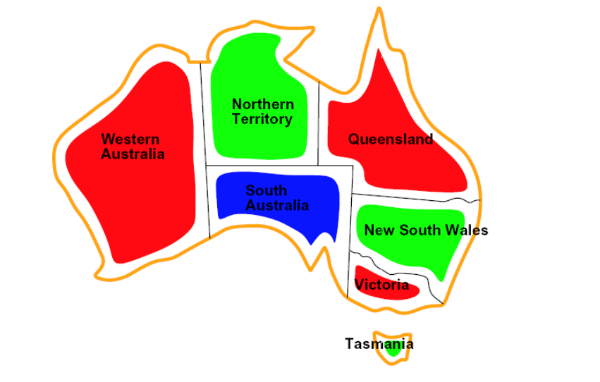 Northern
Territory
Western
Australia
Queensland
South
Australia
New South Wales
Victoria
Tasmania